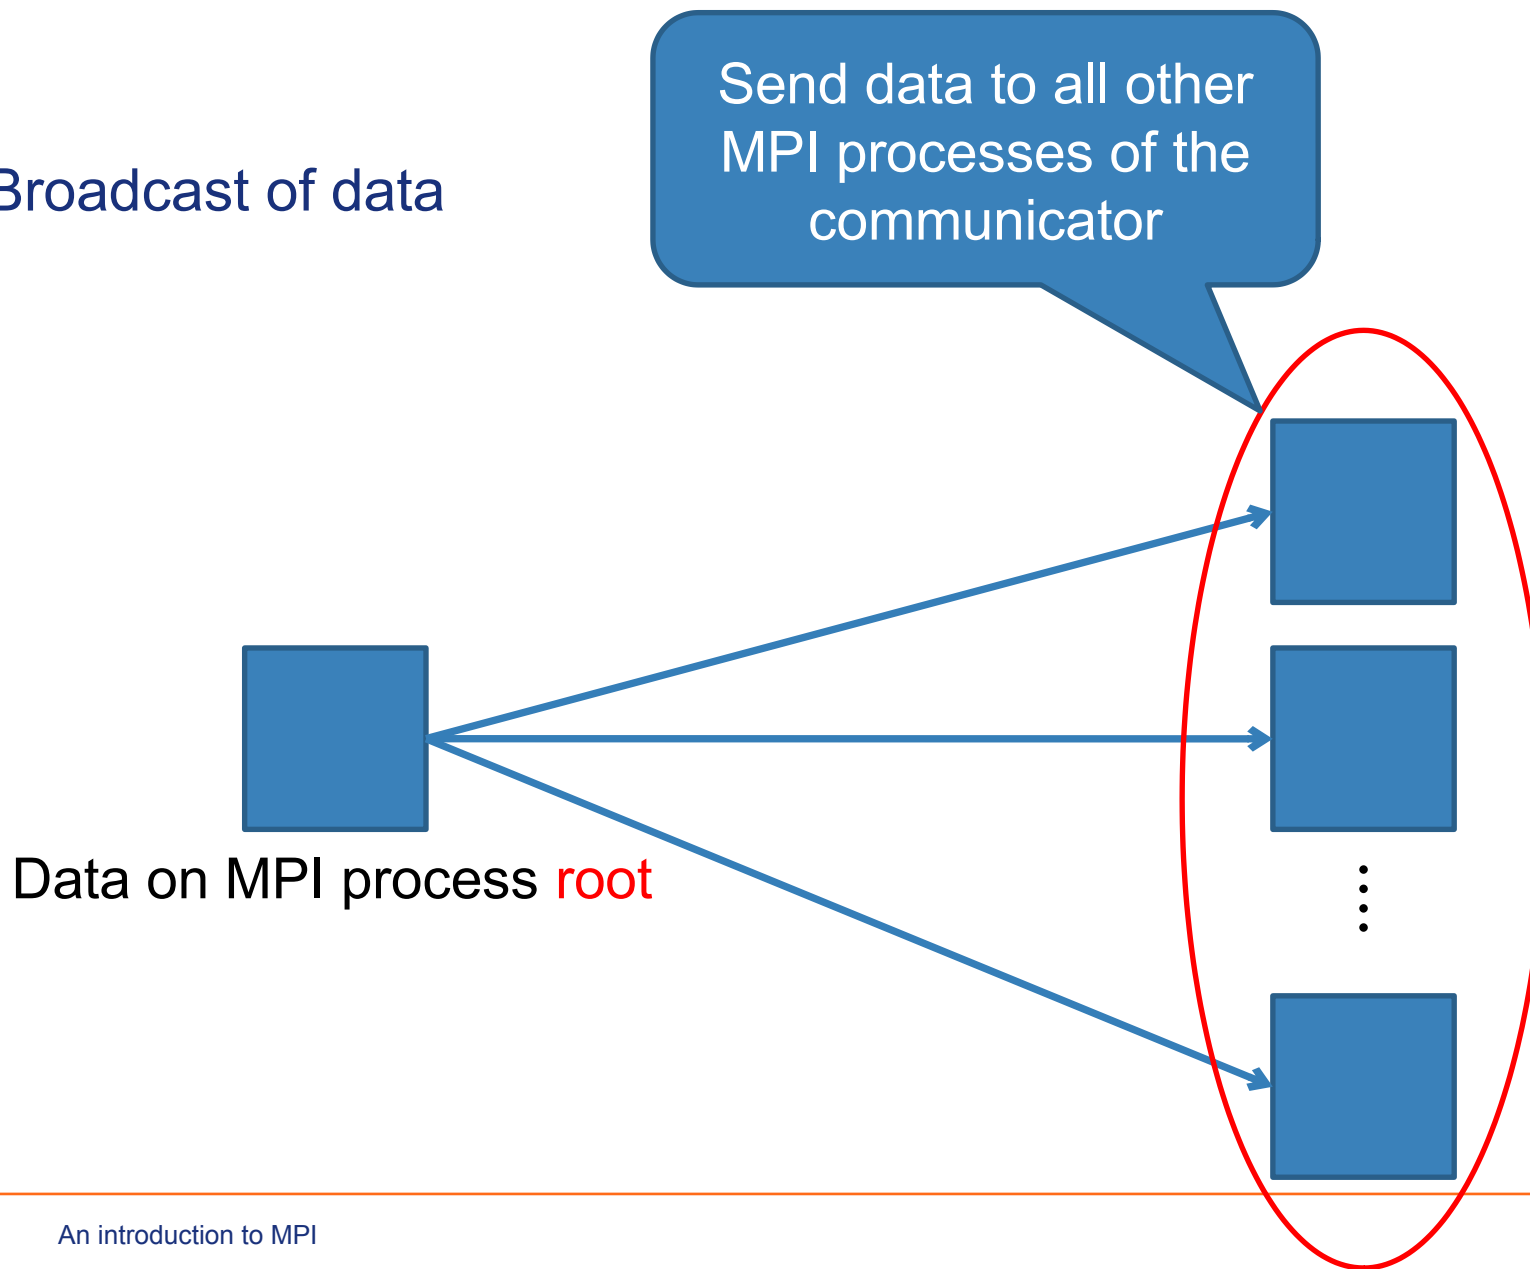 Send data to all other
MPI processes of the
communicator
Broadcast of data
Data on MPI process root
An introduction to MPI